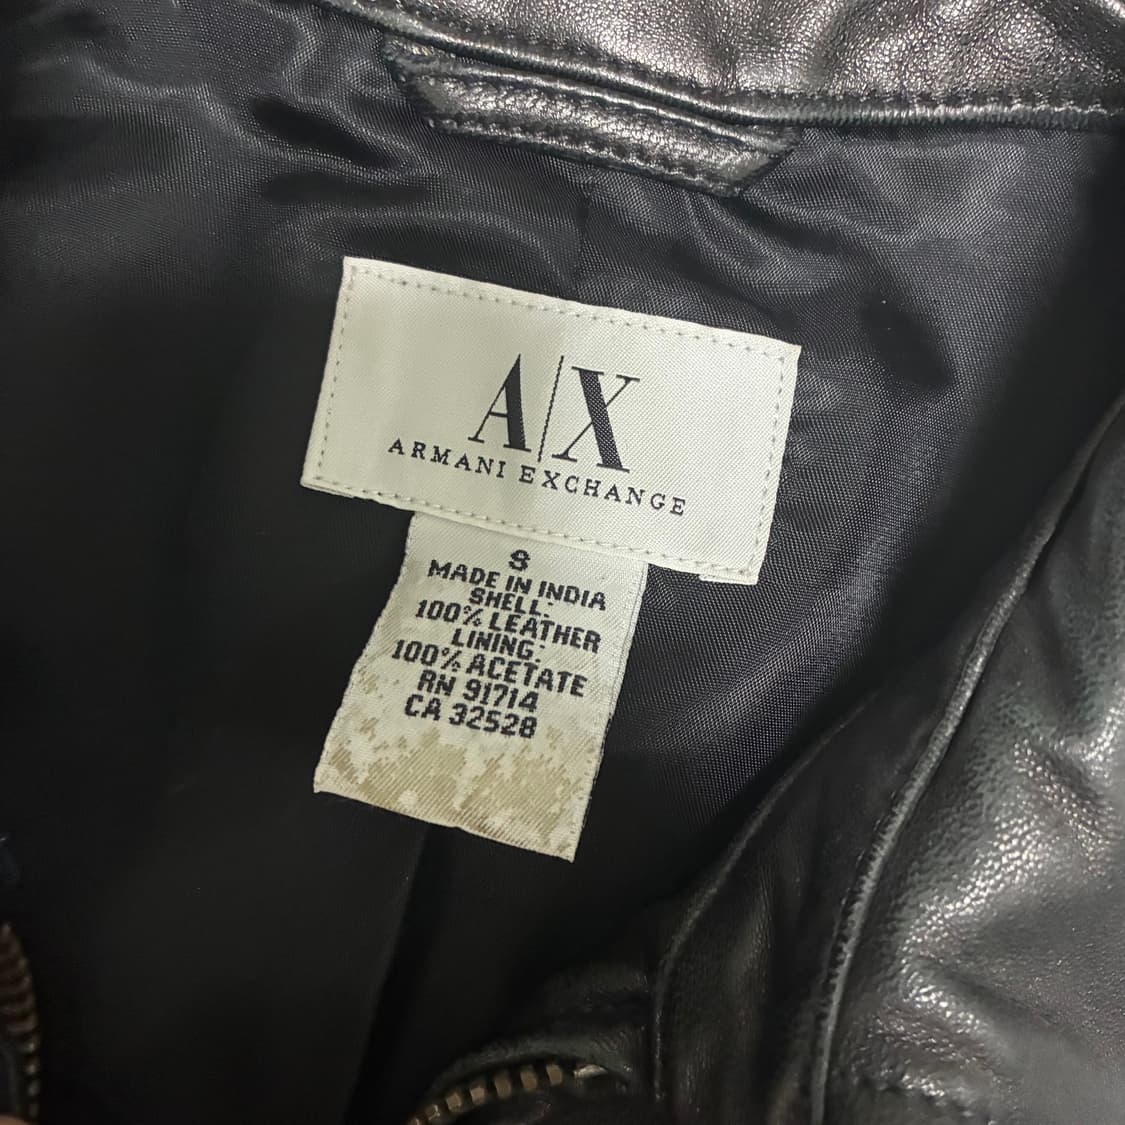 A|X
ARMANI EXCHANGE
S
MADE IN INDIA
SHELL:
100% LEATHER
LINING:
100% ACETATE
RN 91714
CA 32528